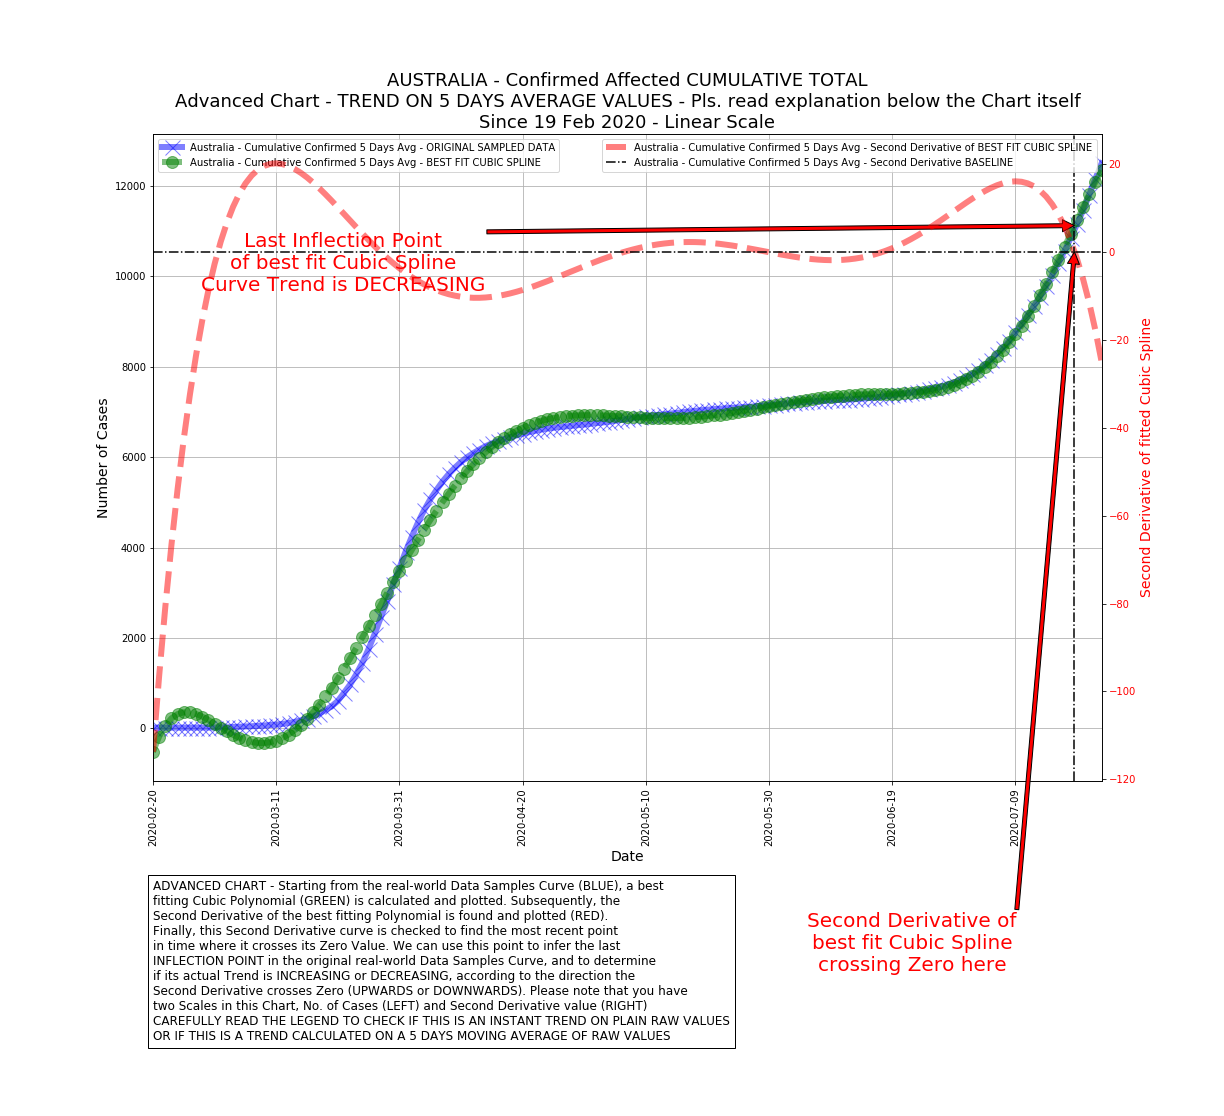 AUSTRALIA - Confirmed Affected CUMULATIVE TOTAL
Advanced Chart - TREND ON 5 DAYS AVERAGE VALUES - Pls. read explanation below the Chart itself
Since 19 Feb 2020 - Linear Scale
Australia - Cumulative Confirmed 5 Days Avg - ORIGINAL SAMPLED DATA
Australia - Cumulative Confirmed 5 Days Avg - BEST FIT CUBIC SPLINE
Australia - Cumulative Confirmed 5 Days Avg - Second Derivative of BEST FIT CUBIC SPLINE
Australia - Cumulative Confirmed 5 Days Avg - Second Derivative BASELINE
Last Inflection Point
of best fit Cubic Spline
Curve Trend is DECREASING
Number of Cases
12000
10000
8000
6000
4000
2000
0
20
0
−20
−40
−60
−80
−100
−120
Second Derivative of fitted Cubic Spline
2020-02-20
2020-03-11
2020-03-31
2020-04-20
2020-05-10
2020-05-30
2020-06-19
2020-07-09
Date
ADVANCED CHART - Starting from the real-world Data Samples Curve (BLUE), a best
fitting Cubic Polynomial (GREEN) is calculated and plotted. Subsequently, the
Second Derivative of the best fitting Polynomial is found and plotted (RED).
Finally, this Second Derivative curve is checked to find the most recent point
in time where it crosses its Zero Value. We can use this point to infer the last
INFLECTION POINT in the original real-world Data Samples Curve, and to determine
if its actual Trend is INCREASING or DECREASING, according to the direction the
Second Derivative crosses Zero (UPWARDS or DOWNWARDS). Please note that you have
two Scales in this Chart, No. of Cases (LEFT) and Second Derivative value (RIGHT)
CAREFULLY READ THE LEGEND TO CHECK IF THIS IS AN INSTANT TREND ON PLAIN RAW VALUES
OR IF THIS IS A TREND CALCULATED ON A 5 DAYS MOVING AVERAGE OF RAW VALUES
Second Derivative of
best fit Cubic Spline
crossing Zero here